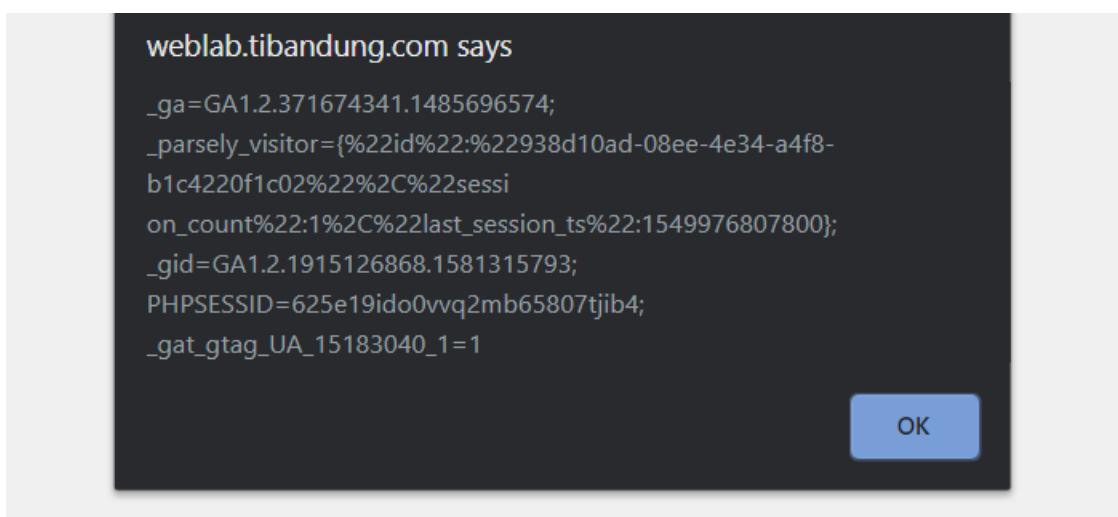 weblab.tibandung.com says
_ga=GA1.2.371674341.1485696574;
_parsely_visitor={%22id%22:%22938d10ad-08ee-4e34-a4f8-
b1c4220f1c02%22%2C%22sessi
on_count%22:1%2C%22last_session_ts%22:1549976807800};
_gid=GA1.2.1915126868.1581315793;
PHPSESSID=625e19ido0vvq2mb65807tjib4;
_gat_gtag_UA_15183040_1=1
OK